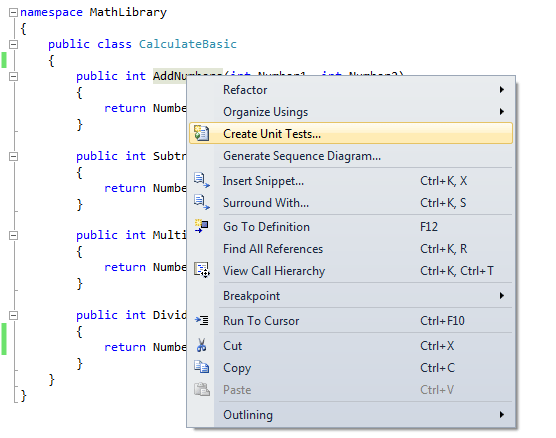 namespace MathLibrary
{
public class CalculateBasic
{
public int AddNumbers(int Number1, int Number2)
{
return Numbe
}
public int Subtr
{
return Numbe
}
public int Multi
{
return Numbe
}
public int Divid
{
return Numbe
}
}
}
Refactor
Organize Usings
Create Unit Tests...
Generate Sequence Diagram...
Insert Snippet... Ctrl+K, X
Surround With... Ctrl+K, S
Go To Definition F12
Find All References Ctrl+K, R
View Call Hierarchy Ctrl+K, Ctrl+T
Breakpoint
Run To Cursor Ctrl+F10
Cut Ctrl+X
Copy Ctrl+C
Paste Ctrl+V
Outlining